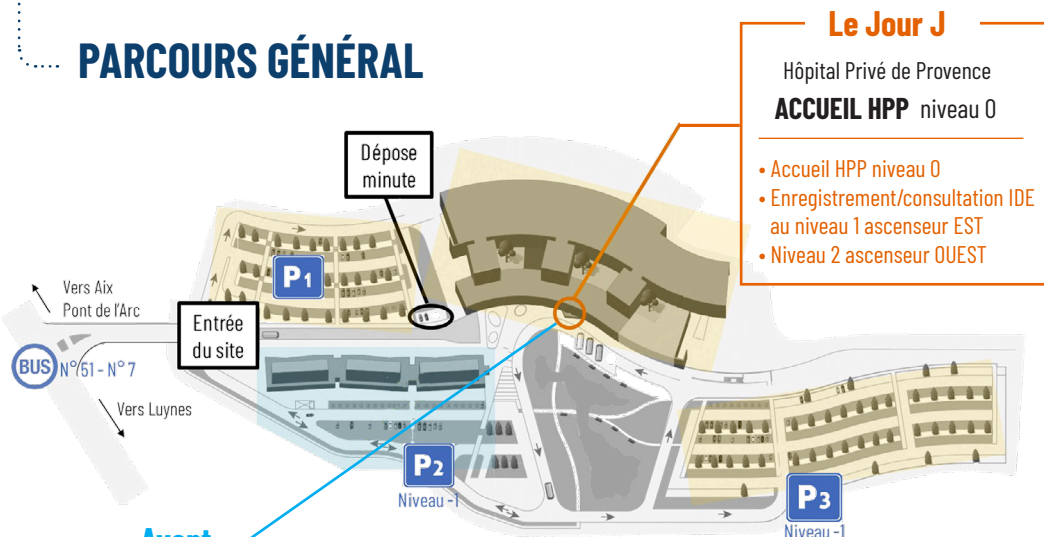 PARCOURS GÉNÉRAL
Le Jour J
Hôpital Privé de Provence
ACCUEIL HPP niveau 0
• Accueil HPP niveau 0
• Enregistrement/consultation IDE
au niveau 1 ascenseur EST
• Niveau 2 ascenseur OUEST
Dépose
minute
P1
Vers Aix
Pont de l'Arc
Entrée
du site
BUS N° 51 - N° 7
Vers Luynes
P2
Niveau -1
P3
Niveau -1
Avant